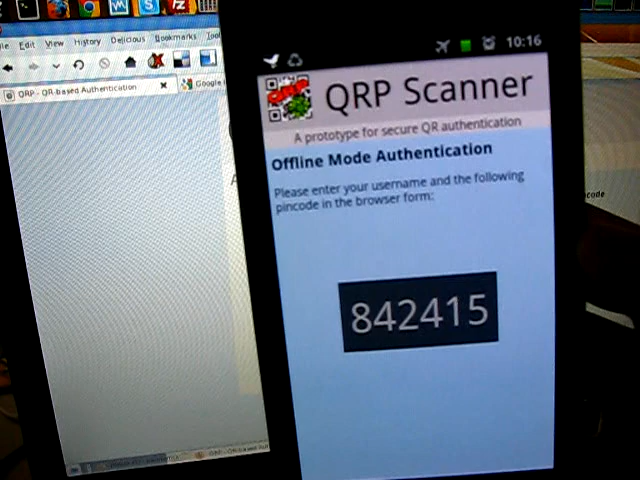 Edit View History Delicious Bookmarks
QRP - QR-based Authentication
Google
10:16
QRP Scanner
A prototype for secure QR authentication
Offline Mode Authentication
Please enter your username and the following
pincode in the browser form:
842415